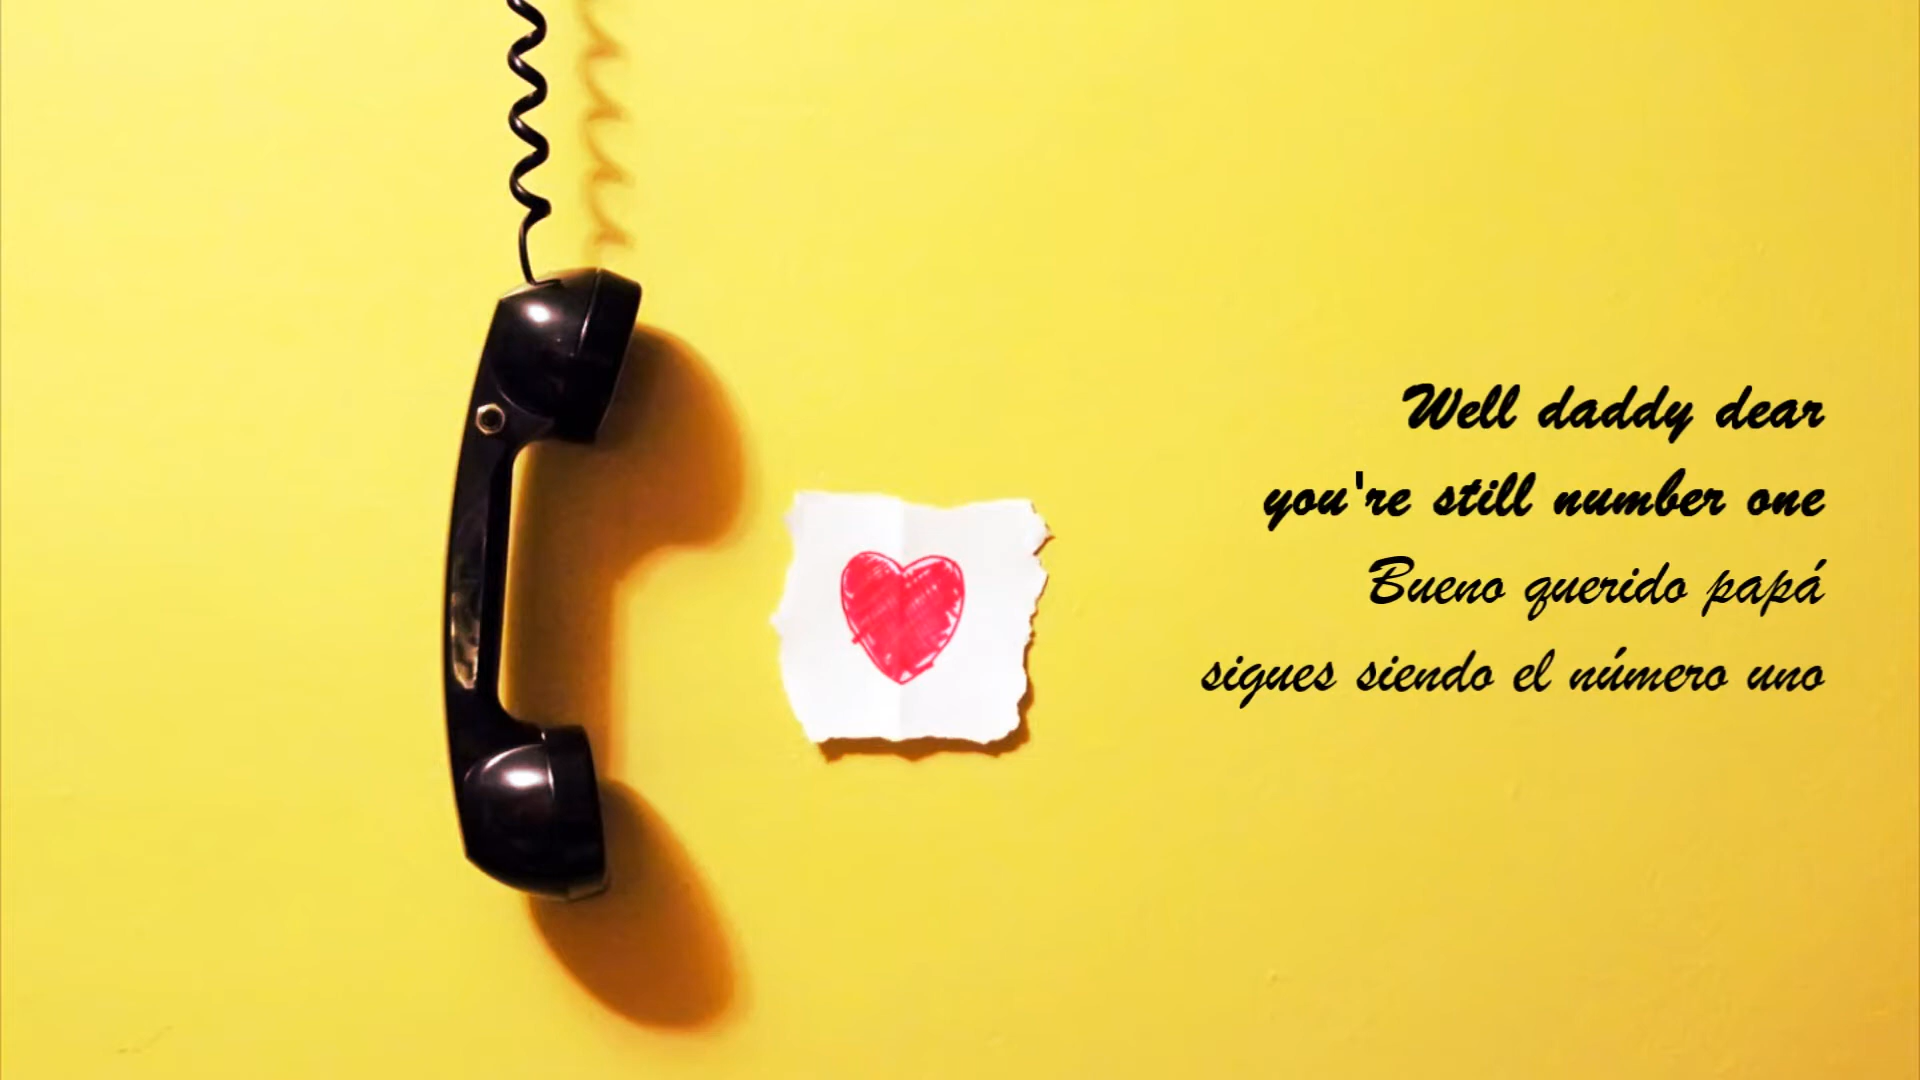 Well daddy dear
you're still number one
Bueno querido papá
sigues siendo el número uno